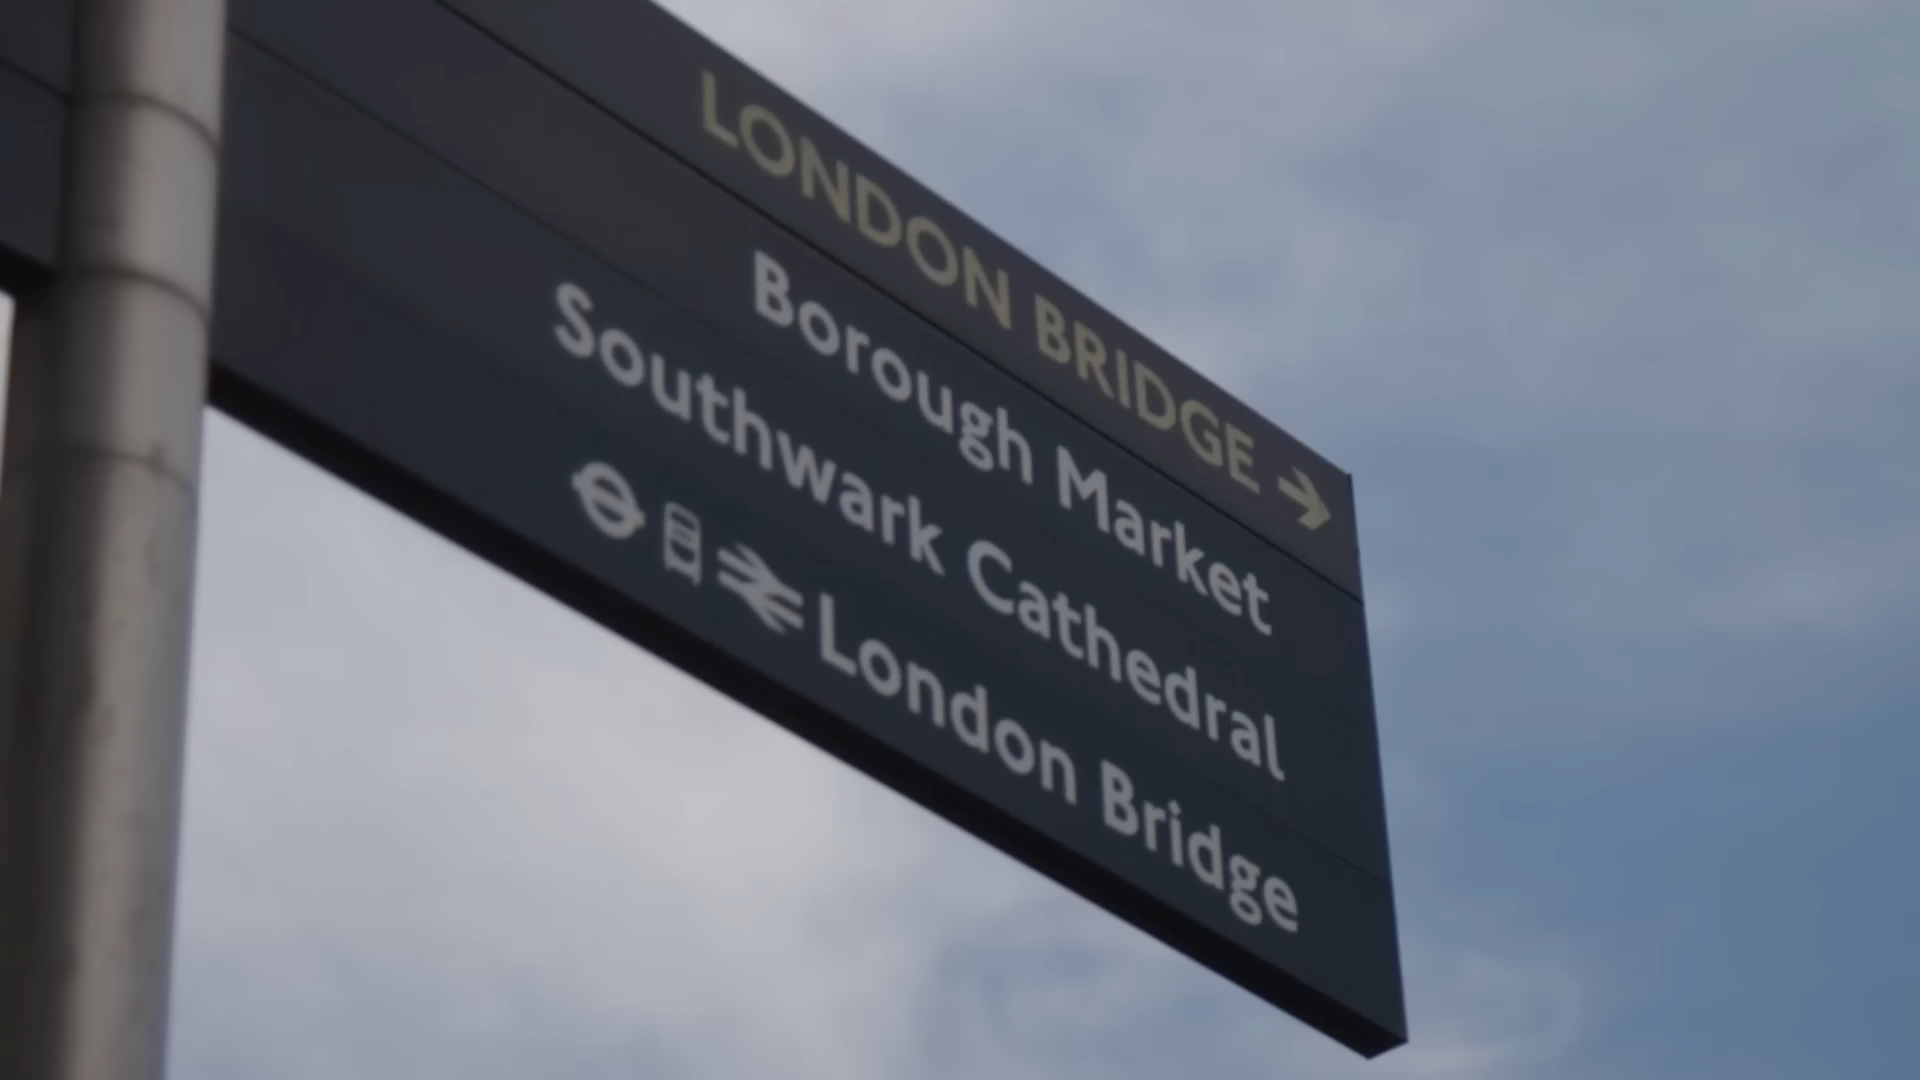 LONDON BRIDGE →
Borough Market
Southwark Cathedral
London Bridge